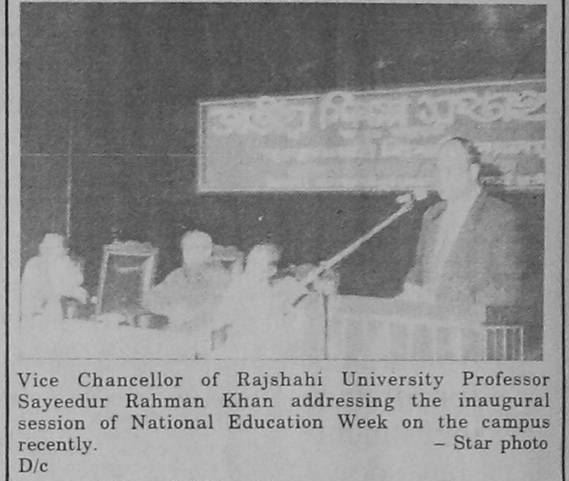 জাতীয় শিক্ষা সপ্তাহ
Vice Chancellor of Rajshahi University Professor
Sayeedur Rahman Khan addressing the inaugural
session of National Education Week on the campus
recently. – Star photo
D/c